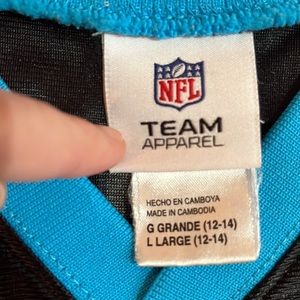 NFL
TEAM
APPAREL
HECHO EN CAMBOYA
MADE IN CAMBODIA
G GRANDE (12-14)
L LARGE (12-14)